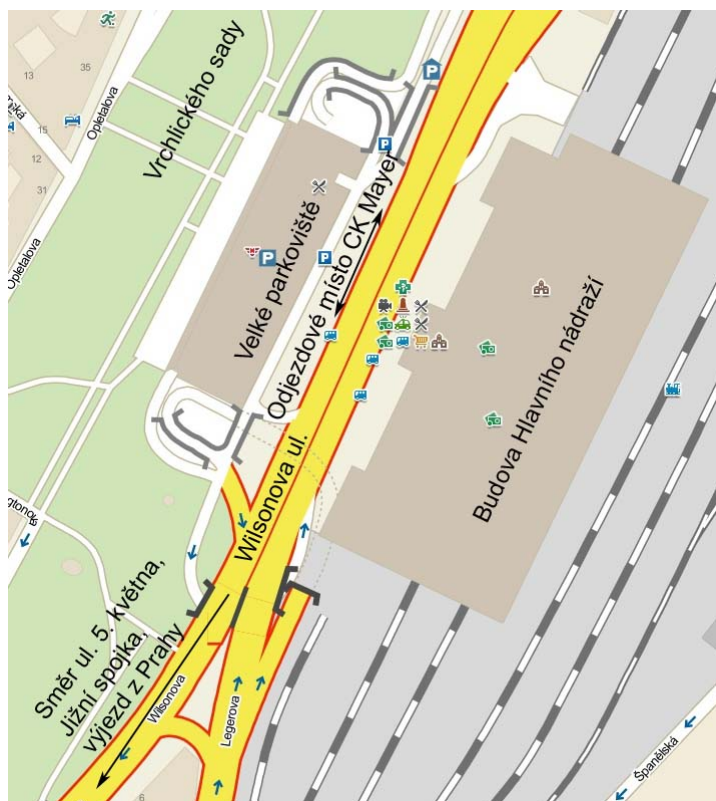 13
35
Opletalova
15
12
31
Opletalova
Vrchlického sady
P
P
P
P
Velké parkoviště
Odjezdové místo CK Mayer
Budova Hlavního nádraží
Wilsonova ul.
Směr ul. 5. května,
Jižní spojka,
výjezd z Prahy
Wilsonova
Legerova
Španělská
6